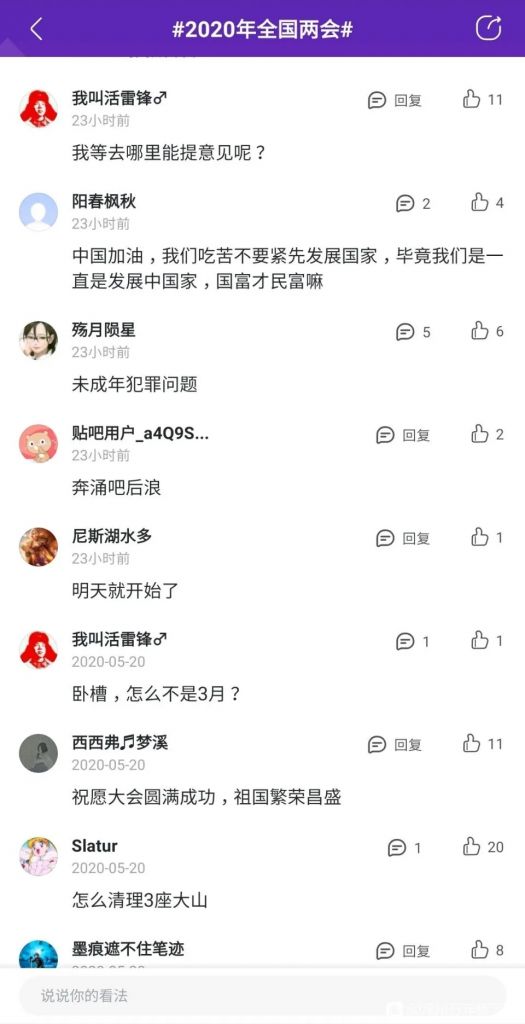 #2020年全国两会#
我叫活雷锋♂
回复
11
23小时前
我等去哪里能提意见呢？
阳春枫秋
2
4
23小时前
中国加油，我们吃苦不要紧先发展国家，毕竟我们是一
直是发展中国家，国富才民富嘛
殇月陨星
5
6
23小时前
未成年犯罪问题
贴吧用户_a4Q9S...
回复
2
23小时前
奔涌吧后浪
尼斯湖水多
回复
1
23小时前
明天就开始了
我叫活雷锋♂
1
1
2020-05-20
卧槽，怎么不是3月？
西西弗♬梦溪
回复
11
2020-05-20
祝愿大会圆满成功，祖国繁荣昌盛
Slatur
1
20
2020-05-20
怎么清理3座大山
墨痕遮不住笔迹
回复
8
说说你的看法